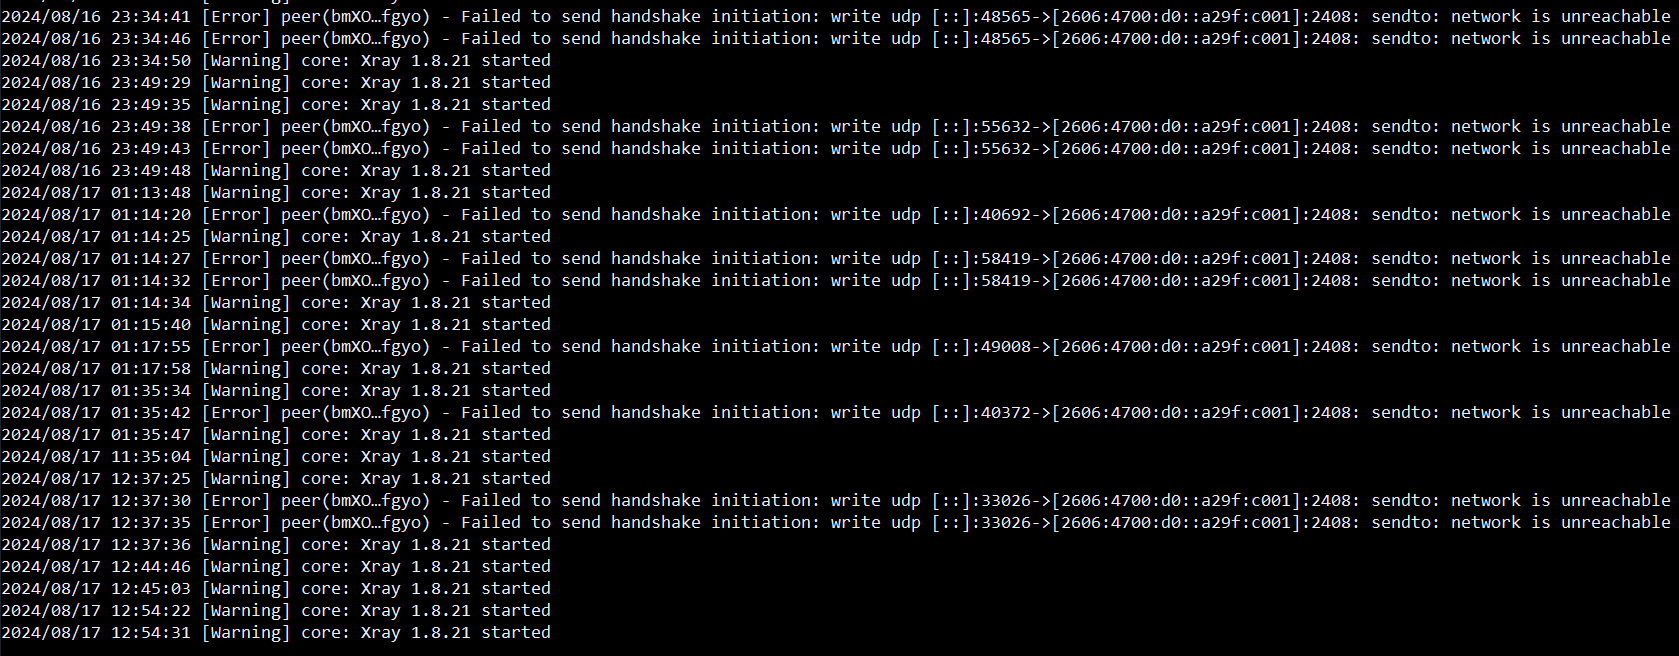 2024/08/16 23:34:41 [Error] peer(bmXO…fgyo) - Failed to send handshake initiation: write udp [::]:48565->[2606:4700:d0::a29f:c001]:2408: sendto: network is unreachable
2024/08/16 23:34:46 [Error] peer(bmXO…fgyo) - Failed to send handshake initiation: write udp [::]:48565->[2606:4700:d0::a29f:c001]:2408: sendto: network is unreachable
2024/08/16 23:34:50 [Warning] core: Xray 1.8.21 started
2024/08/16 23:49:29 [Warning] core: Xray 1.8.21 started
2024/08/16 23:49:35 [Warning] core: Xray 1.8.21 started
2024/08/16 23:49:38 [Error] peer(bmXO…fgyo) - Failed to send handshake initiation: write udp [::]:55632->[2606:4700:d0::a29f:c001]:2408: sendto: network is unreachable
2024/08/16 23:49:43 [Error] peer(bmXO…fgyo) - Failed to send handshake initiation: write udp [::]:55632->[2606:4700:d0::a29f:c001]:2408: sendto: network is unreachable
2024/08/16 23:49:48 [Warning] core: Xray 1.8.21 started
2024/08/17 01:13:48 [Warning] core: Xray 1.8.21 started
2024/08/17 01:14:20 [Error] peer(bmXO…fgyo) - Failed to send handshake initiation: write udp [::]:40692->[2606:4700:d0::a29f:c001]:2408: sendto: network is unreachable
2024/08/17 01:14:25 [Warning] core: Xray 1.8.21 started
2024/08/17 01:14:27 [Error] peer(bmXO…fgyo) - Failed to send handshake initiation: write udp [::]:58419->[2606:4700:d0::a29f:c001]:2408: sendto: network is unreachable
2024/08/17 01:14:32 [Error] peer(bmXO…fgyo) - Failed to send handshake initiation: write udp [::]:58419->[2606:4700:d0::a29f:c001]:2408: sendto: network is unreachable
2024/08/17 01:14:34 [Warning] core: Xray 1.8.21 started
2024/08/17 01:15:40 [Warning] core: Xray 1.8.21 started
2024/08/17 01:17:55 [Error] peer(bmXO…fgyo) - Failed to send handshake initiation: write udp [::]:49008->[2606:4700:d0::a29f:c001]:2408: sendto: network is unreachable
2024/08/17 01:17:58 [Warning] core: Xray 1.8.21 started
2024/08/17 01:35:34 [Warning] core: Xray 1.8.21 started
2024/08/17 01:35:42 [Error] peer(bmXO…fgyo) - Failed to send handshake initiation: write udp [::]:40372->[2606:4700:d0::a29f:c001]:2408: sendto: network is unreachable
2024/08/17 01:35:47 [Warning] core: Xray 1.8.21 started
2024/08/17 11:35:04 [Warning] core: Xray 1.8.21 started
2024/08/17 12:37:25 [Warning] core: Xray 1.8.21 started
2024/08/17 12:37:30 [Error] peer(bmXO…fgyo) - Failed to send handshake initiation: write udp [::]:33026->[2606:4700:d0::a29f:c001]:2408: sendto: network is unreachable
2024/08/17 12:37:35 [Error] peer(bmXO…fgyo) - Failed to send handshake initiation: write udp [::]:33026->[2606:4700:d0::a29f:c001]:2408: sendto: network is unreachable
2024/08/17 12:37:36 [Warning] core: Xray 1.8.21 started
2024/08/17 12:44:46 [Warning] core: Xray 1.8.21 started
2024/08/17 12:45:03 [Warning] core: Xray 1.8.21 started
2024/08/17 12:54:22 [Warning] core: Xray 1.8.21 started
2024/08/17 12:54:31 [Warning] core: Xray 1.8.21 started